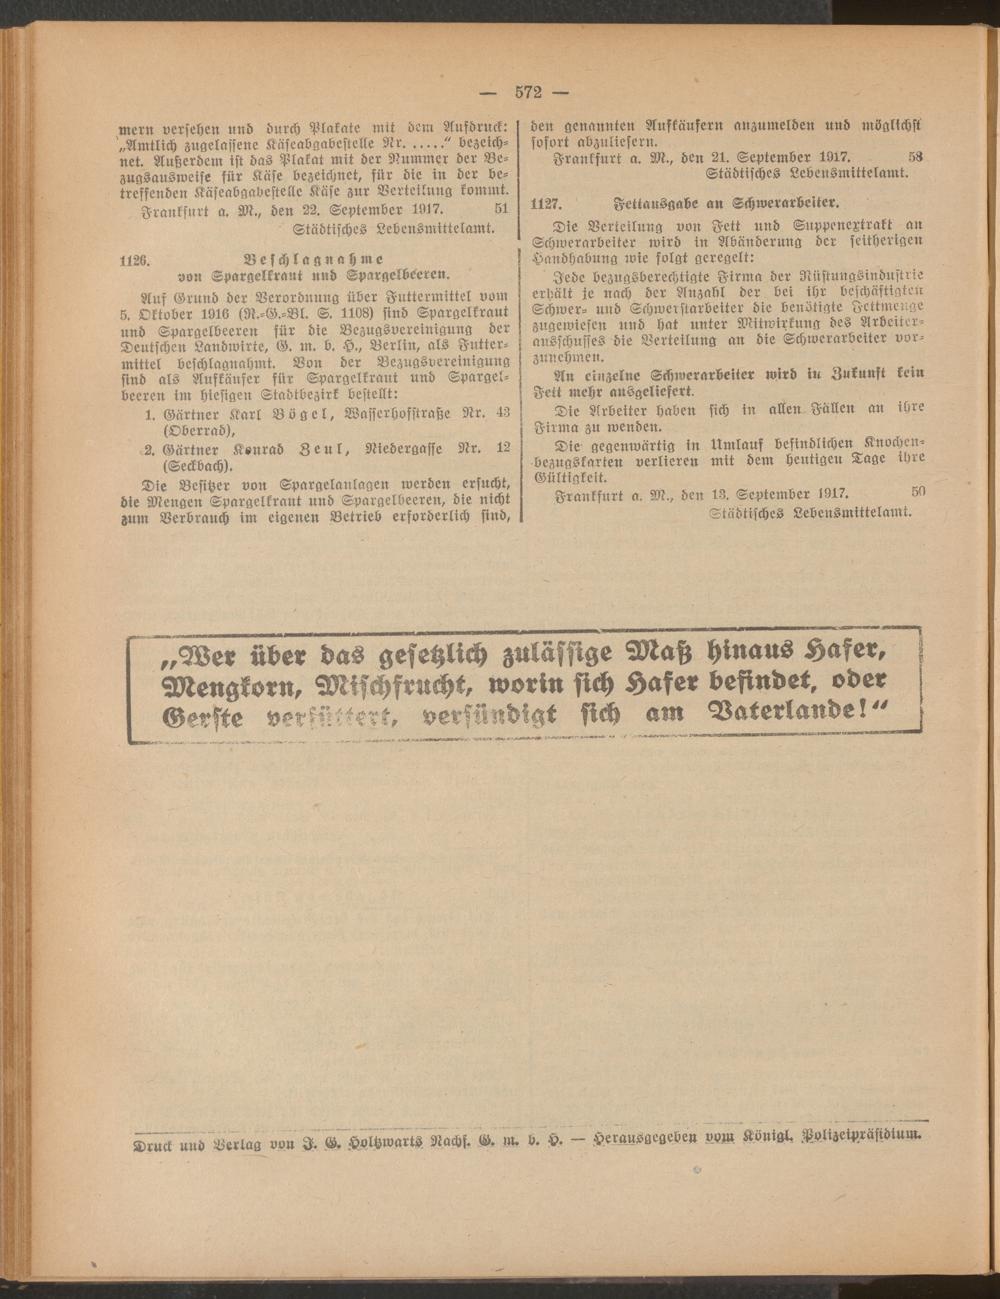 — 572 —
mern versehen und durch Plakate mit dem Aufdruck:
„Amtlich zugelassene Käseabgabestelle Nr. .....“ bezeich-
net. Außerdem ist das Plakat mit der Nummer der Be-
zugsausweise für Käse bezeichnet, für die in der be-
treffenden Käseabgabestelle Käse zur Verteilung kommt.
Frankfurt a. M., den 22. September 1917. 51
Städtisches Lebensmittelamt.
1126. Beschlagnahme
von Spargelkraut und Spargelbeeren.
Auf Grund der Verordnung über Futtermittel vom
5. Oktober 1916 (R.-G.-Bl. S. 1108) sind Spargelkraut
und Spargelbeeren für die Bezugsvereinigung der
Deutschen Landwirte, G. m. b. H., Berlin, als Futter-
mittel beschlagnahmt. Von der Bezugsvereinigung
sind als Aufkäufer für Spargelkraut und Spargel-
beeren im hiesigen Stadtbezirk bestellt:
1. Gärtner Karl Bögel, Wasserhofstraße Nr. 43
(Oberrad),
2. Gärtner Konrad Zeul, Niedergasse Nr. 12
(Seckbach).
Die Besitzer von Spargelanlagen werden ersucht,
die Mengen Spargelkraut und Spargelbeeren, die nicht
zum Verbrauch im eigenen Betrieb erforderlich sind,
den genannten Aufkäufern anzumelden und möglichst
sofort abzuliefern.
Frankfurt a. M., den 21. September 1917. 53
Städtisches Lebensmittelamt.
1127. Fettausgabe an Schwerarbeiter.
Die Verteilung von Fett und Suppenextrakt an
Schwerarbeiter wird in Abänderung der seitherigen
Handhabung wie folgt geregelt:
Jede bezugsberechtigte Firma der Rüstungsindustrie
erhält je nach der Anzahl der bei ihr beschäftigten
Schwer- und Schwerstarbeiter die benötigte Fettmenge
zugewiesen und hat unter Mitwirkung des Arbeiter-
ausschusses die Verteilung an die Schwerarbeiter vor-
zunehmen.
An einzelne Schwerarbeiter wird in Zukunft kein
Fett mehr ausgeliefert.
Die Arbeiter haben sich in allen Fällen an ihre
Firma zu wenden.
Die gegenwärtig in Umlauf befindlichen Knochen-
bezugskarten verlieren mit dem heutigen Tage ihre
Gültigkeit.
Frankfurt a. M., den 13. September 1917. 50
Städtisches Lebensmittelamt.
„Wer über das gesetzlich zulässige Maß hinaus Hafer,
Mengkorn, Mischfrucht, worin sich Hafer befindet, oder
Gerste verfüttert, versündigt sich am Vaterlande!“
Druck und Verlag von J. G. Holtzwarts Nachf. G. m. b. H. — Herausgegeben vom Königl. Polizeipräsidium.